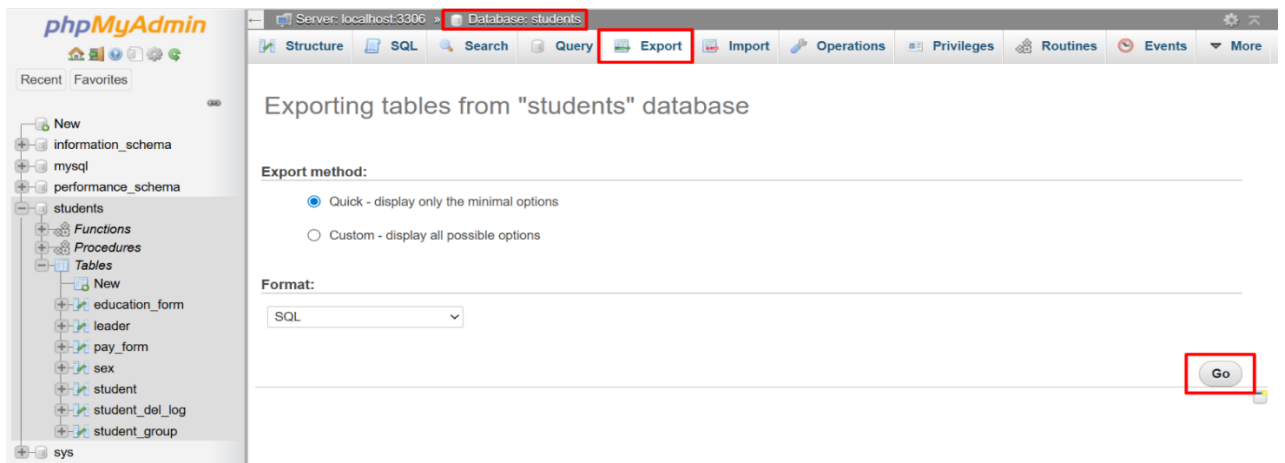 phpMyAdmin
Recent Favorites
New
information_schema
mysql
performance_schema
students
Functions
Procedures
Tables
New
education_form
leader
pay_form
sex
student
student_del_log
student_group
sys
Server: localhost:3306 » Database: students
Structure SQL Search Query Export Import Operations Privileges Routines Events More
Exporting tables from "students" database
Export method:
Quick - display only the minimal options
Custom - display all possible options
Format:
SQL
Go